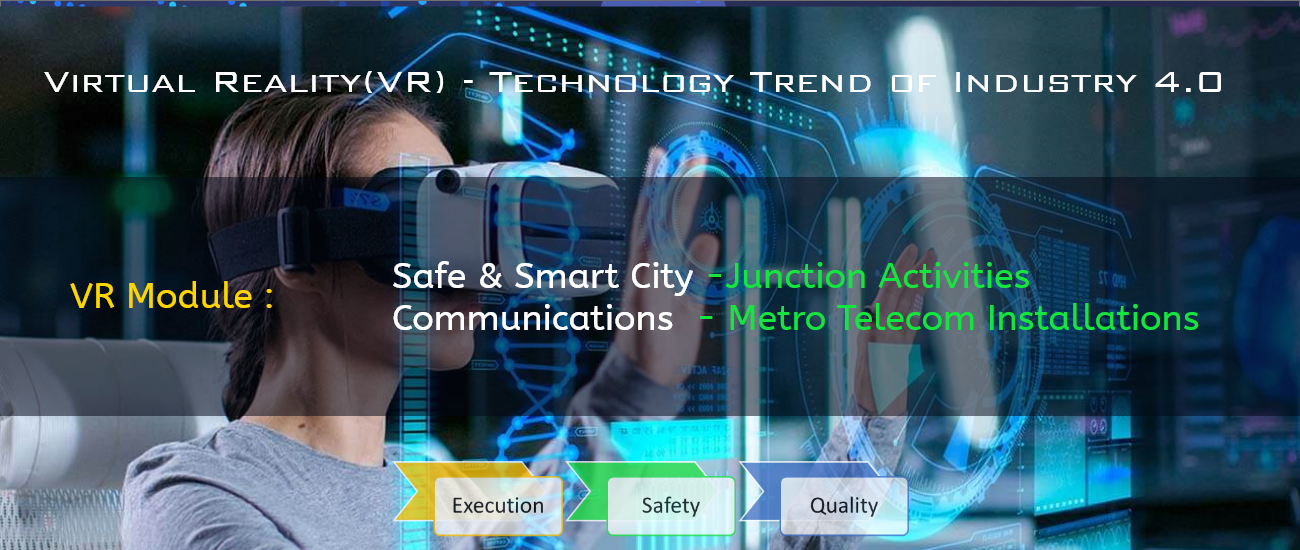 Virtual Reality(VR) - Technology Trend of Industry 4.0
VR Module :
Safe & Smart City -Junction Activities
Communications - Metro Telecom Installations
Execution
Safety
Quality